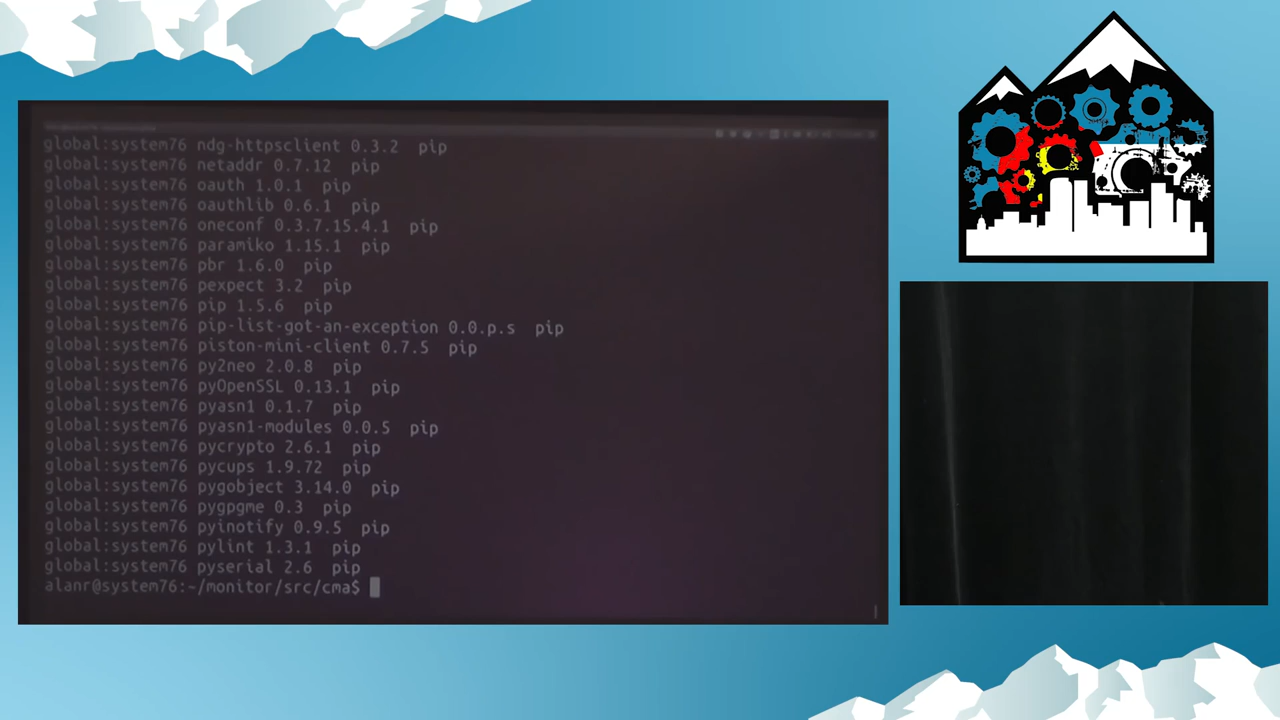 global:system76 ndg-httpsclient 0.3.2  pip
global:system76 netaddr 0.7.12  pip
global:system76 oauth 1.0.1  pip
global:system76 oauthlib 0.6.1  pip
global:system76 oneconf 0.3.7.15.4.1  pip
global:system76 paramiko 1.15.1  pip
global:system76 pbr 1.6.0  pip
global:system76 pexpect 3.2  pip
global:system76 pip 1.5.6  pip
global:system76 pip-list-got-an-exception 0.0.p.s  pip
global:system76 piston-mini-client 0.7.5  pip
global:system76 py2neo 2.0.8  pip
global:system76 pyOpenSSL 0.13.1  pip
global:system76 pyasn1 0.1.7  pip
global:system76 pyasn1-modules 0.0.5  pip
global:system76 pycrypto 2.6.1  pip
global:system76 pycups 1.9.72  pip
global:system76 pygobject 3.14.0  pip
global:system76 pygpgme 0.3  pip
global:system76 pyinotify 0.9.5  pip
global:system76 pylint 1.3.1  pip
global:system76 pyserial 2.6  pip
alanr@system76:~/monitor/src/cma$